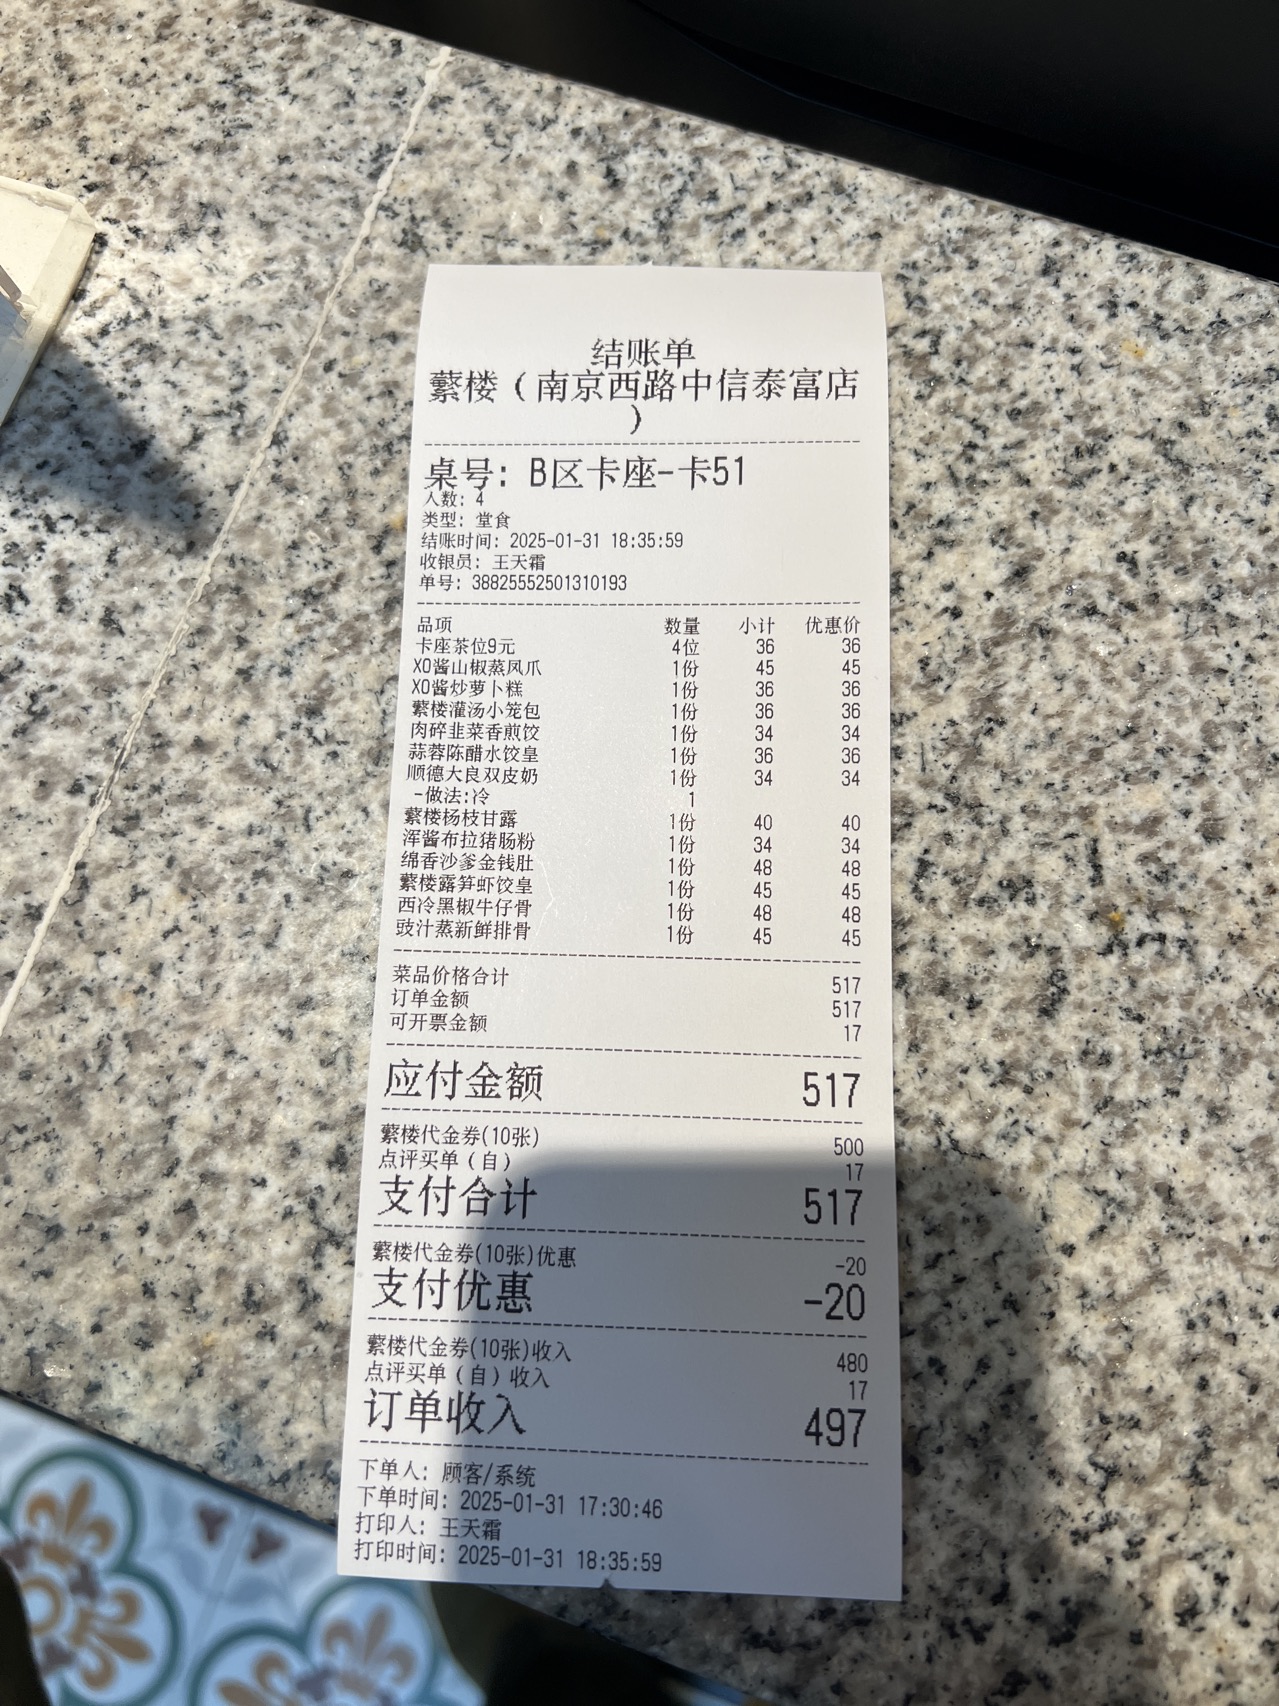 结账单
蘩楼（南京西路中信泰富店
）
桌号: B区卡座-卡51
人数: 4
类型: 堂食
结账时间: 2025-01-31 18:35:59
收银员: 王天霜
单号: 38825552501310193
品项 数量 小计 优惠价
卡座茶位9元 4位 36 36
XO酱山椒蒸凤爪 1份 45 45
XO酱炒萝卜糕 1份 36 36
蘩楼灌汤小笼包 1份 36 36
肉碎韭菜香煎饺 1份 34 34
蒜蓉陈醋水饺皇 1份 36 36
顺德大良双皮奶 1份 34 34
-做法:冷 1
蘩楼杨枝甘露 1份 40 40
浑酱布拉猪肠粉 1份 34 34
绵香沙爹金钱肚 1份 48 48
蘩楼露笋虾饺皇 1份 45 45
西冷黑椒牛仔骨 1份 48 48
豉汁蒸新鲜排骨 1份 45 45
菜品价格合计 517
订单金额 517
可开票金额 17
应付金额 517
蘩楼代金券(10张) 500
点评买单（自） 17
支付合计 517
蘩楼代金券(10张)优惠 -20
支付优惠 -20
蘩楼代金券(10张)收入 480
点评买单（自）收入 17
订单收入 497
下单人: 顾客/系统
下单时间: 2025-01-31 17:30:46
打印人: 王天霜
打印时间: 2025-01-31 18:35:59